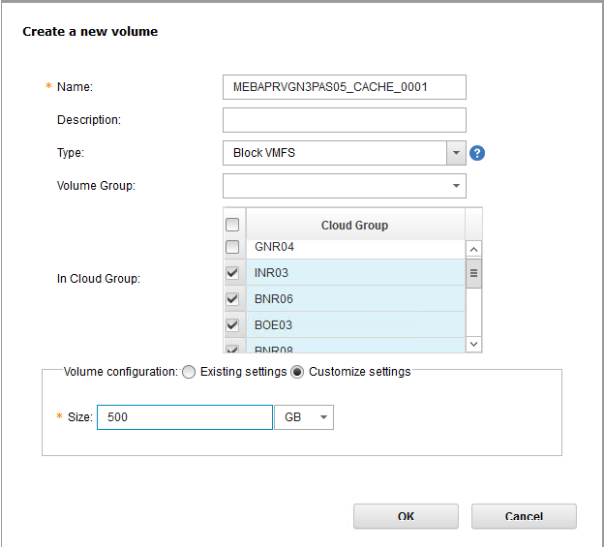 Create a new volume
* Name: MEBAPRVGN3PAS05_CACHE_0001
Description:
Type: Block VMFS ?
Volume Group:
Cloud Group
GNR04
In Cloud Group:
INR03
BNR06
BOE03
BNR08
Volume configuration: Existing settings Customize settings
* Size: 500 GB
OK Cancel